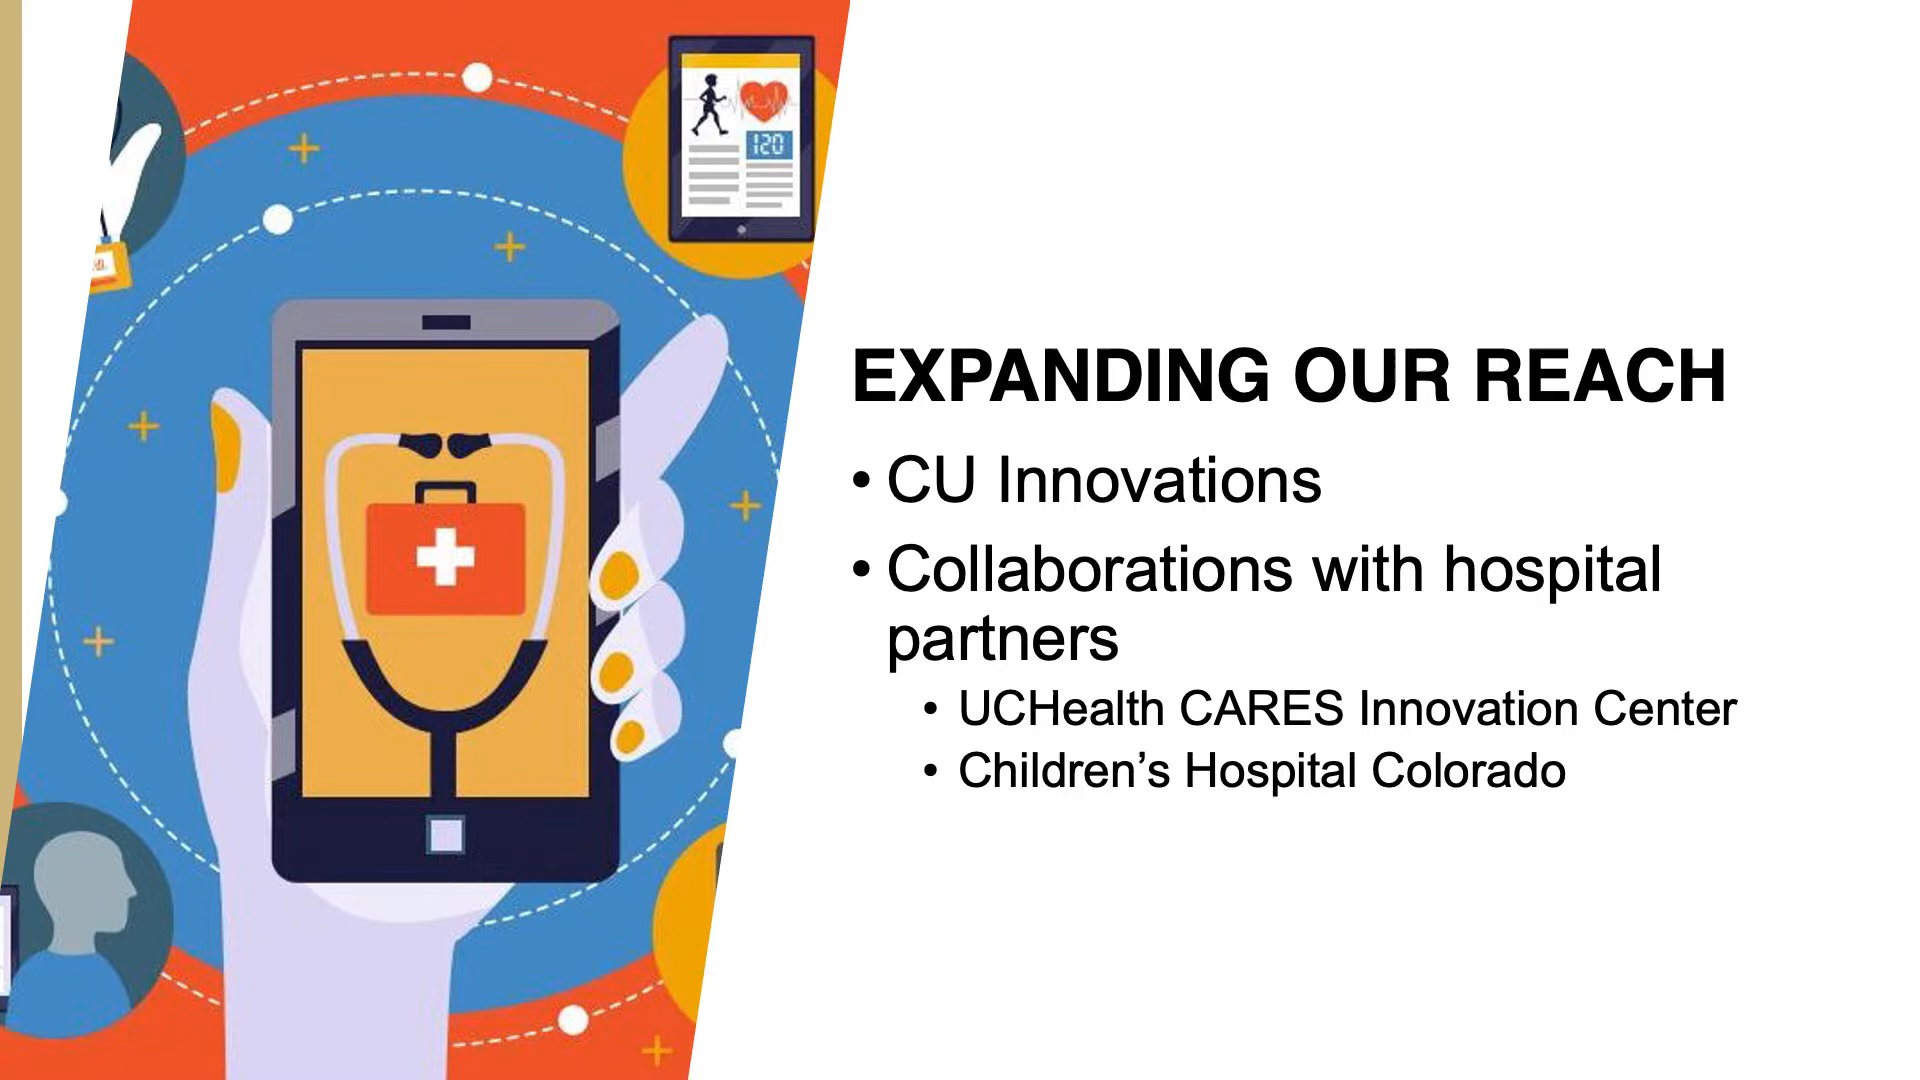 120
EXPANDING OUR REACH
• CU Innovations
• Collaborations with hospital
partners
• UCHealth CARES Innovation Center
• Children’s Hospital Colorado